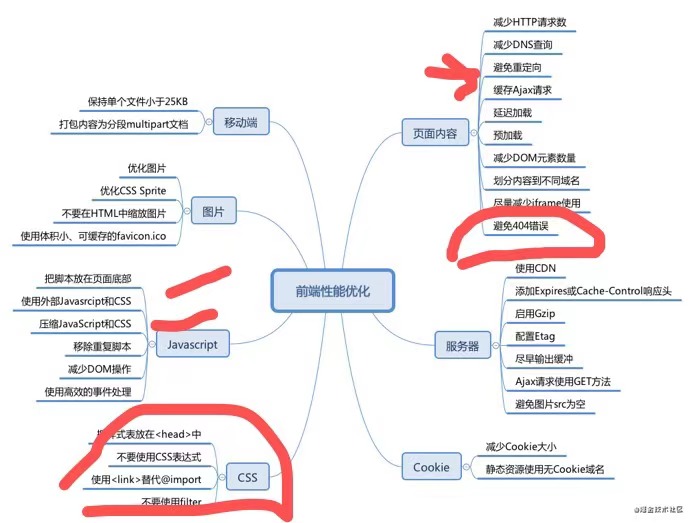 前端性能优化
移动端
保持单个文件小于25KB
打包内容为分段multipart文档
图片
优化图片
优化CSS Sprite
不要在HTML中缩放图片
使用体积小、可缓存的favicon.ico
Javascript
把脚本放在页面底部
使用外部Javasrcipt和CSS
压缩JavaScript和CSS
移除重复脚本
减少DOM操作
使用高效的事件处理
CSS
样式表放在<head>中
不要使用CSS表达式
使用<link>替代@import
不要使用filter
页面内容
减少HTTP请求数
减少DNS查询
避免重定向
缓存Ajax请求
延迟加载
预加载
减少DOM元素数量
划分内容到不同域名
尽量减少iframe使用
避免404错误
服务器
使用CDN
添加Expires或Cache-Control响应头
启用Gzip
配置Etag
尽早输出缓冲
Ajax请求使用GET方法
避免图片src为空
Cookie
减少Cookie大小
静态资源使用无Cookie域名
@掘金技术社区